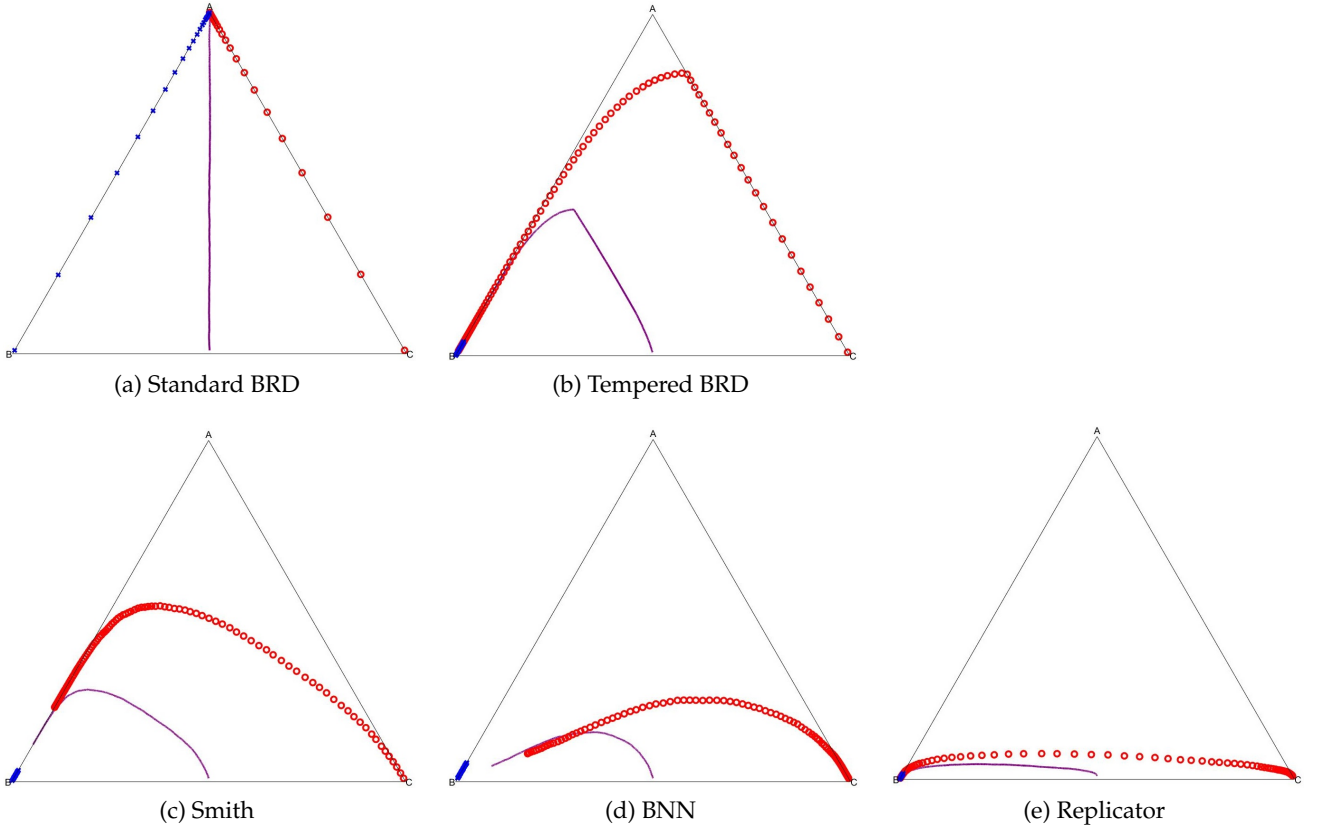 A
A
B
C
B
C
(a) Standard BRD
(b) Tempered BRD
A
A
A
B
C
B
C
B
C
(c) Smith
(d) BNN
(e) Replicator